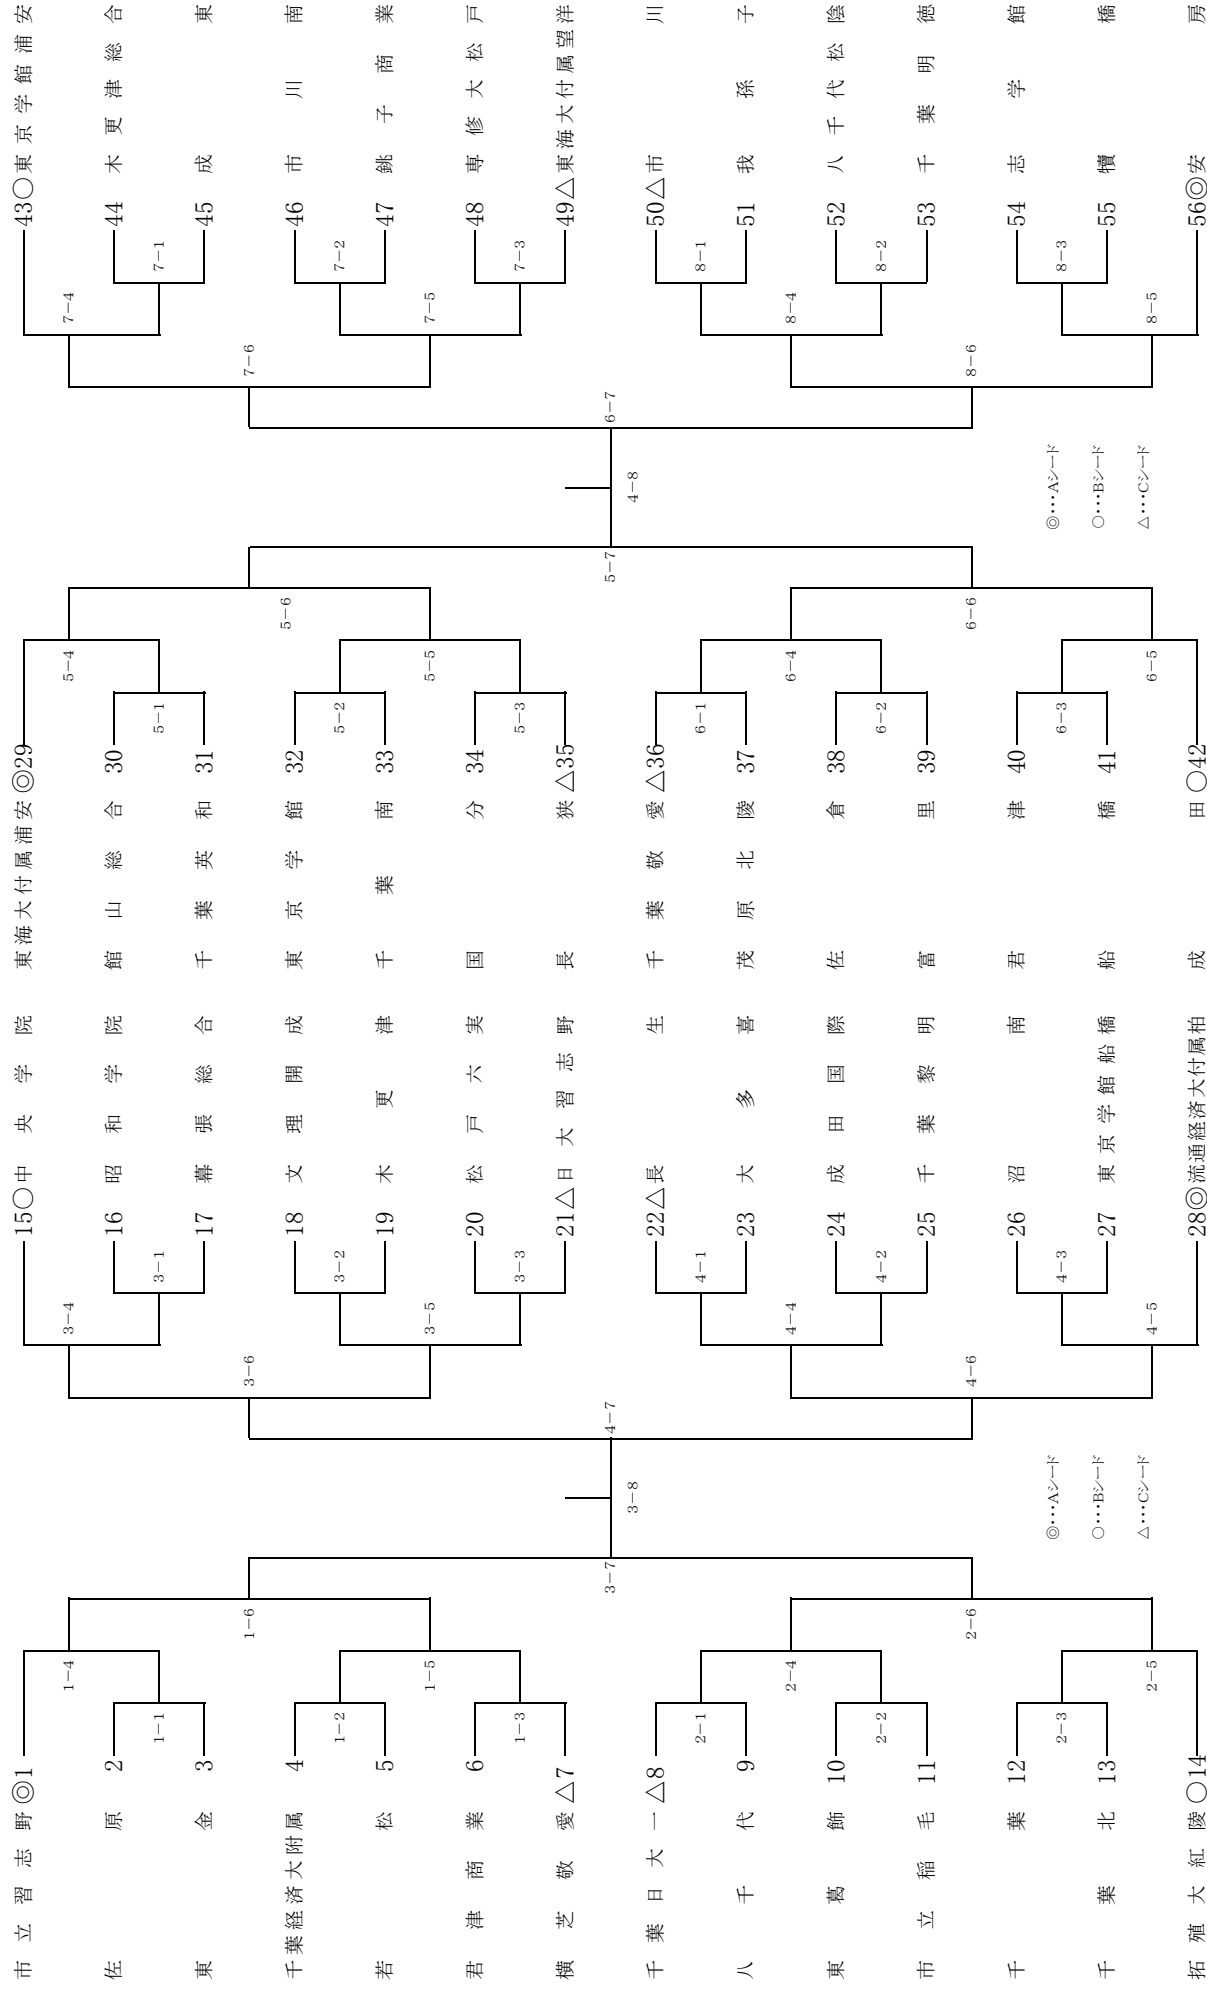 市立習志野◎1
佐原 2
東金 3
千葉経済大附属 4
若松 5
君津商業 6
横芝敬愛△7
千葉日大一△8
八千代 9
東葛飾 10
市立稲毛 11
千葉 12
千葉北 13
拓殖大紅陵○14
1−1
1−2
1−3
2−1
2−2
2−3
1−4
1−5
2−4
2−5
1−6
2−6
3−7
3−8
4−7
◎･･･Aシード
○･･･Bシード
△･･･Cシード
3−6
4−6
3−4
3−5
4−4
4−5
3−1
3−2
3−3
4−1
4−2
4−3
15○中央学院
16 昭和学院
17 幕張総合
18 文理開成
19 木更津
20 松戸六実
21△日大習志野
22△長生
23 大多喜
24 成田国際
25 千葉黎明
26 沼南
27 東京学館船橋
28◎流通経済大付属柏
東海大付属浦安◎29
館山総合 30
千葉英和 31
東京学館 32
千葉南 33
国分 34
長狭△35
千葉敬愛△36
茂原北陵 37
佐倉 38
富里 39
君津 40
船橋 41
成田○42
5−1
5−2
5−3
6−1
6−2
6−3
5−4
5−5
6−4
6−5
5−6
6−6
5−7
4−8
6−7
◎･･･Aシード
○･･･Bシード
△･･･Cシード
7−6
8−6
7−4
7−5
8−4
8−5
7−1
7−2
7−3
8−1
8−2
8−3
43○東京学館浦安
44 木更津総合
45 成東
46 市川南
47 銚子商業
48 専修大松戸
49△東海大付属望洋
50△市川
51 我孫子
52 八千代松陰
53 千葉明徳
54 志学館
55 犢橋
56◎安房